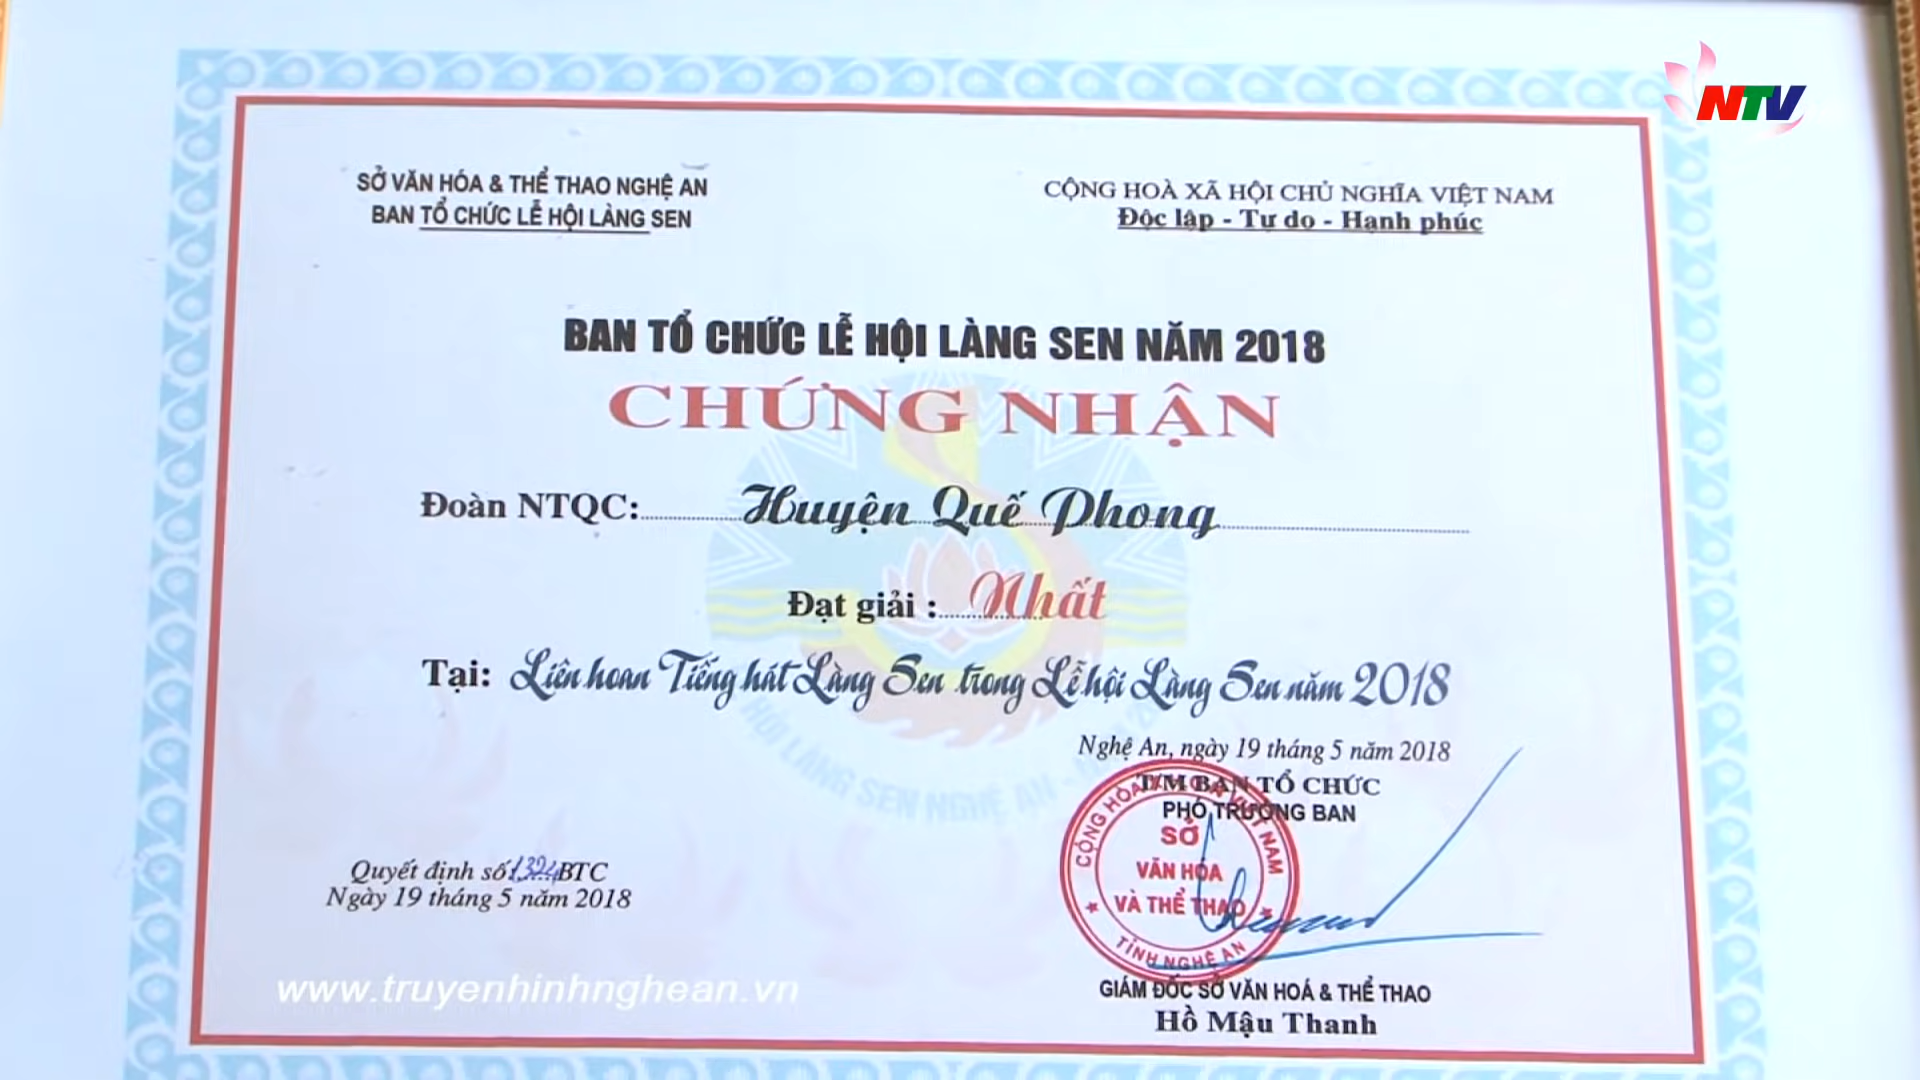 NTV
SỞ VĂN HÓA & THỂ THAO NGHỆ AN
BAN TỔ CHỨC LỄ HỘI LÀNG SEN
CỘNG HOÀ XÃ HỘI CHỦ NGHĨA VIỆT NAM
Độc lập - Tự do - Hạnh phúc
BAN TỔ CHỨC LỄ HỘI LÀNG SEN NĂM 2018
CHỨNG NHẬN
Đoàn NTQC: Huyện Quế Phong
Đạt giải : Nhất
Tại: Liên hoan Tiếng hát Làng Sen trong Lễ hội Làng Sen năm 2018
HỘI LÀNG SEN NGHỆ AN
Nghệ An, ngày 19 tháng 5 năm 2018
T/M BAN TỔ CHỨC
PHÓ TRƯỞNG BAN
SỞ
VĂN HÓA
VÀ THỂ THAO
TỈNH NGHỆ AN
Quyết định số BTC
Ngày 19 tháng 5 năm 2018
www.truyenhinhnghean.vn
GIÁM ĐỐC SỞ VĂN HOÁ & THỂ THAO
Hồ Mậu Thanh